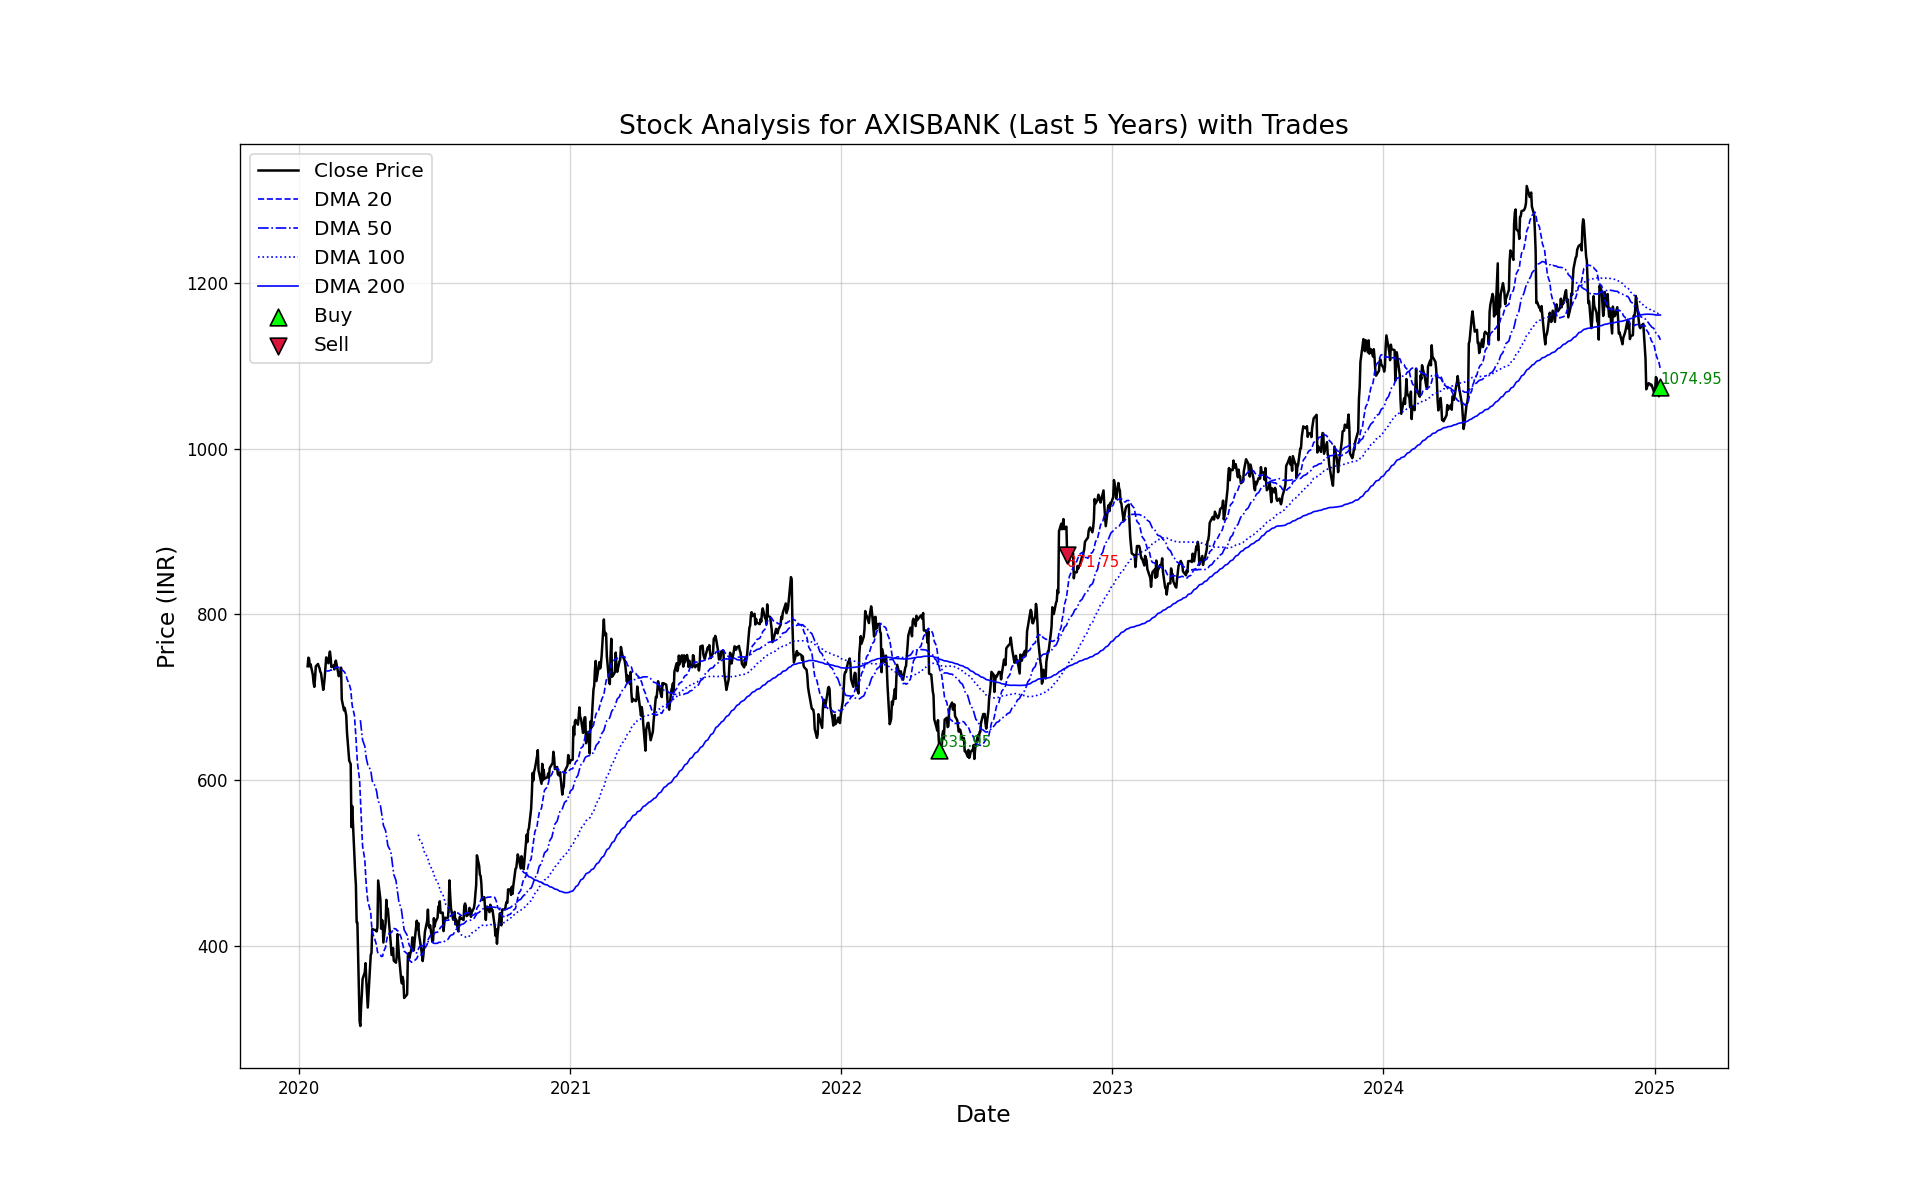 Stock Analysis for AXISBANK (Last 5 Years) with Trades
Close Price
DMA 20
DMA 50
DMA 100
DMA 200
Buy
Sell
Price (INR)
1200
1000
800
600
400
1074.95
871.75
635.95
2020
2021
2022
2023
2024
2025
Date